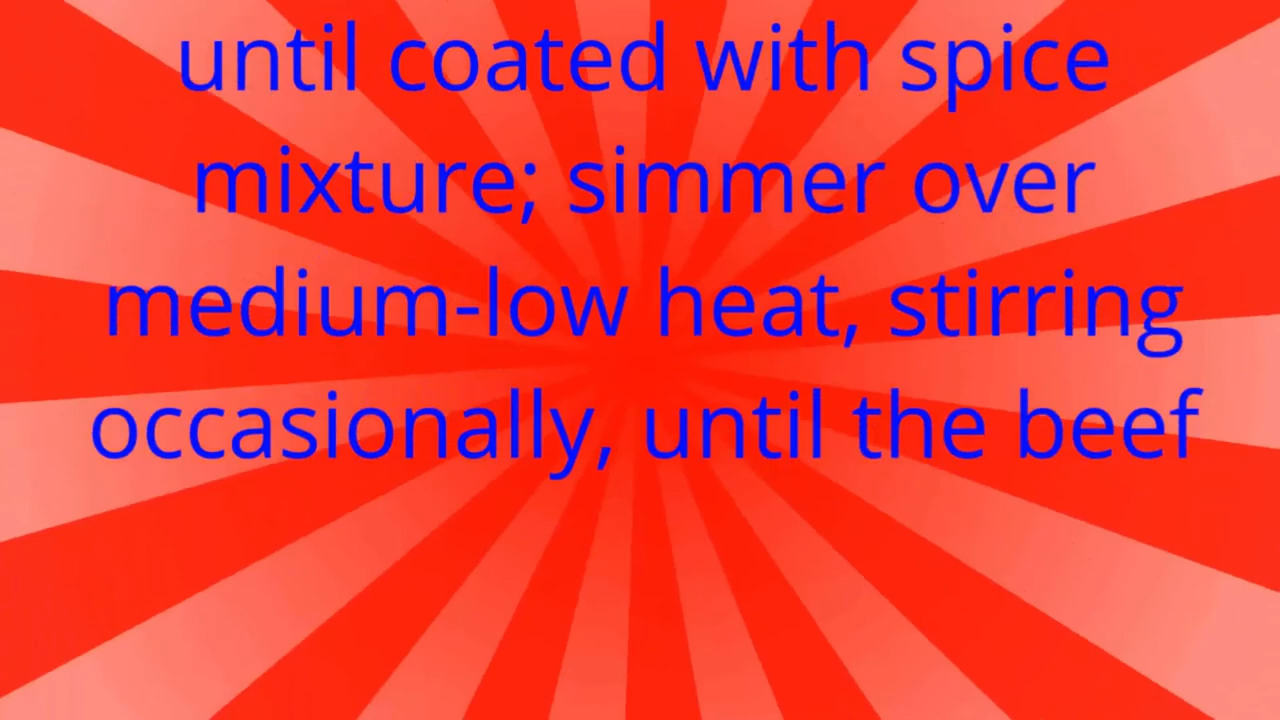 until coated with spice
mixture; simmer over
medium-low heat, stirring
occasionally, until the beef